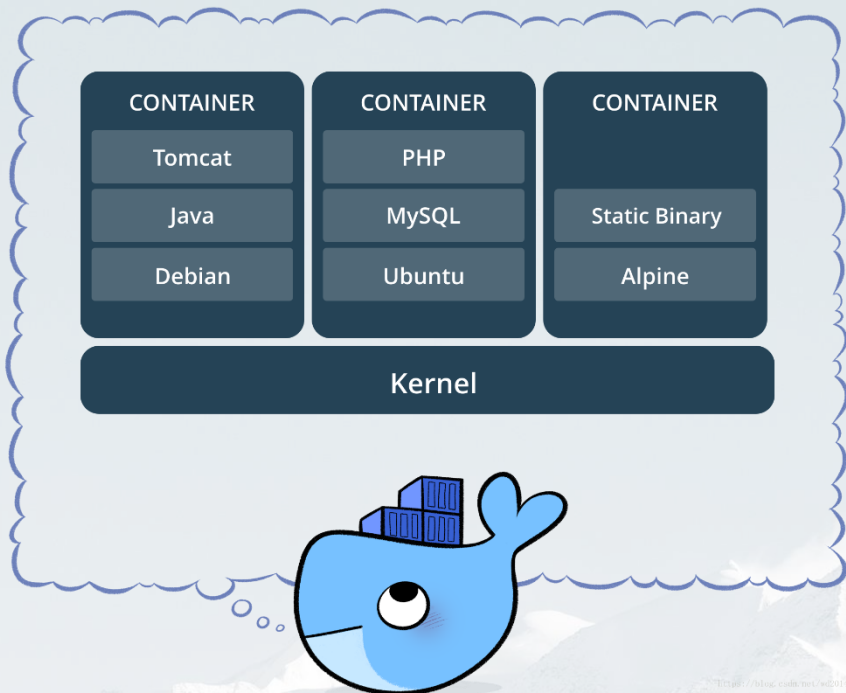 CONTAINER
Tomcat
Java
Debian
CONTAINER
PHP
MySQL
Ubuntu
CONTAINER
Static Binary
Alpine
Kernel